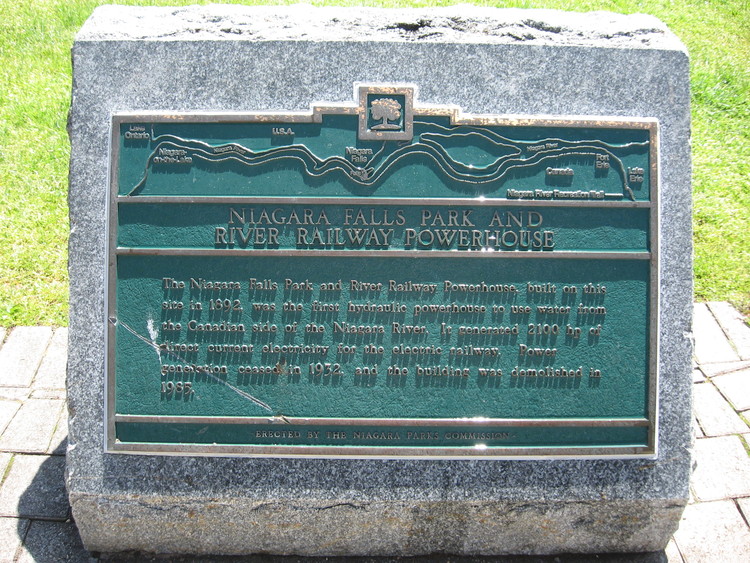 Lake
Ontario
U.S.A.
Niagara-
on-the-Lake
Niagara River
Niagara
Falls
Niagara River
Canada
Fort
Erie
Lake
Erie
Niagara River Recreation Trail
NIAGARA FALLS PARK AND
RIVER RAILWAY POWERHOUSE
The Niagara Falls Park and River Railway Powerhouse, built on this
site in 1892, was the first hydraulic powerhouse to use water from
the Canadian side of the Niagara River. It generated 2100 hp of
direct current electricity for the electric railway. Power
generation ceased in 1932, and the building was demolished in
1985.
ERECTED BY THE NIAGARA PARKS COMMISSION